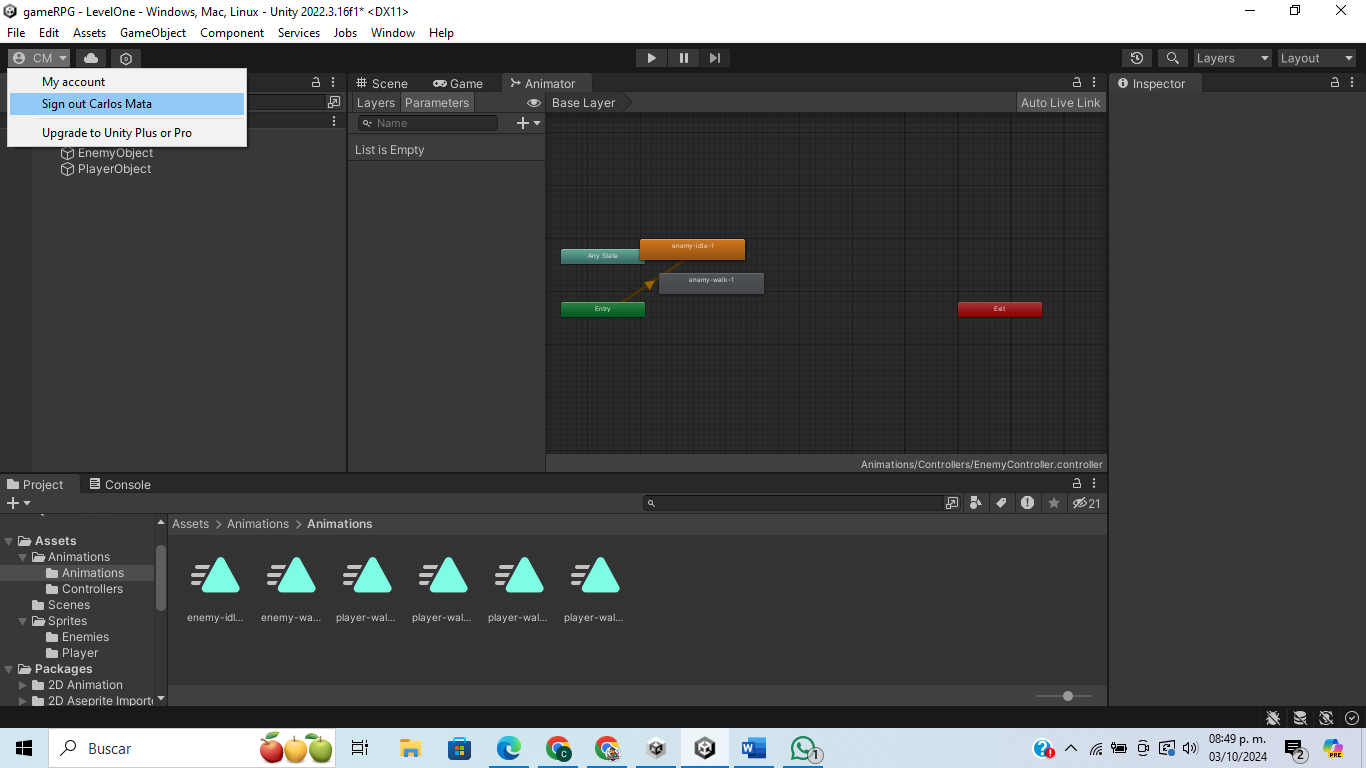 gameRPG - LevelOne - Windows, Mac, Linux - Unity 2022.3.16f1* <DX11>
File Edit Assets GameObject Component Services Jobs Window Help
CM Layers Layout
My account
Sign out Carlos Mata
Upgrade to Unity Plus or Pro
EnemyObject
PlayerObject
Scene Game Animator
Layers Parameters Base Layer Auto Live Link
Name
List is Empty
enemy-idle-1
Any State
enemy-walk-1
Entry
Exit
Animations/Controllers/EnemyController.controller
Inspector
Project Console
21
Assets
Animations
Animations
Controllers
Scenes
Sprites
Enemies
Player
Packages
2D Animation
2D Aseprite Importe
Assets > Animations > Animations
enemy-idl... enemy-wa... player-wal... player-wal... player-wal... player-wal...
Buscar
1
08:49 p. m.
03/10/2024
2
PRE